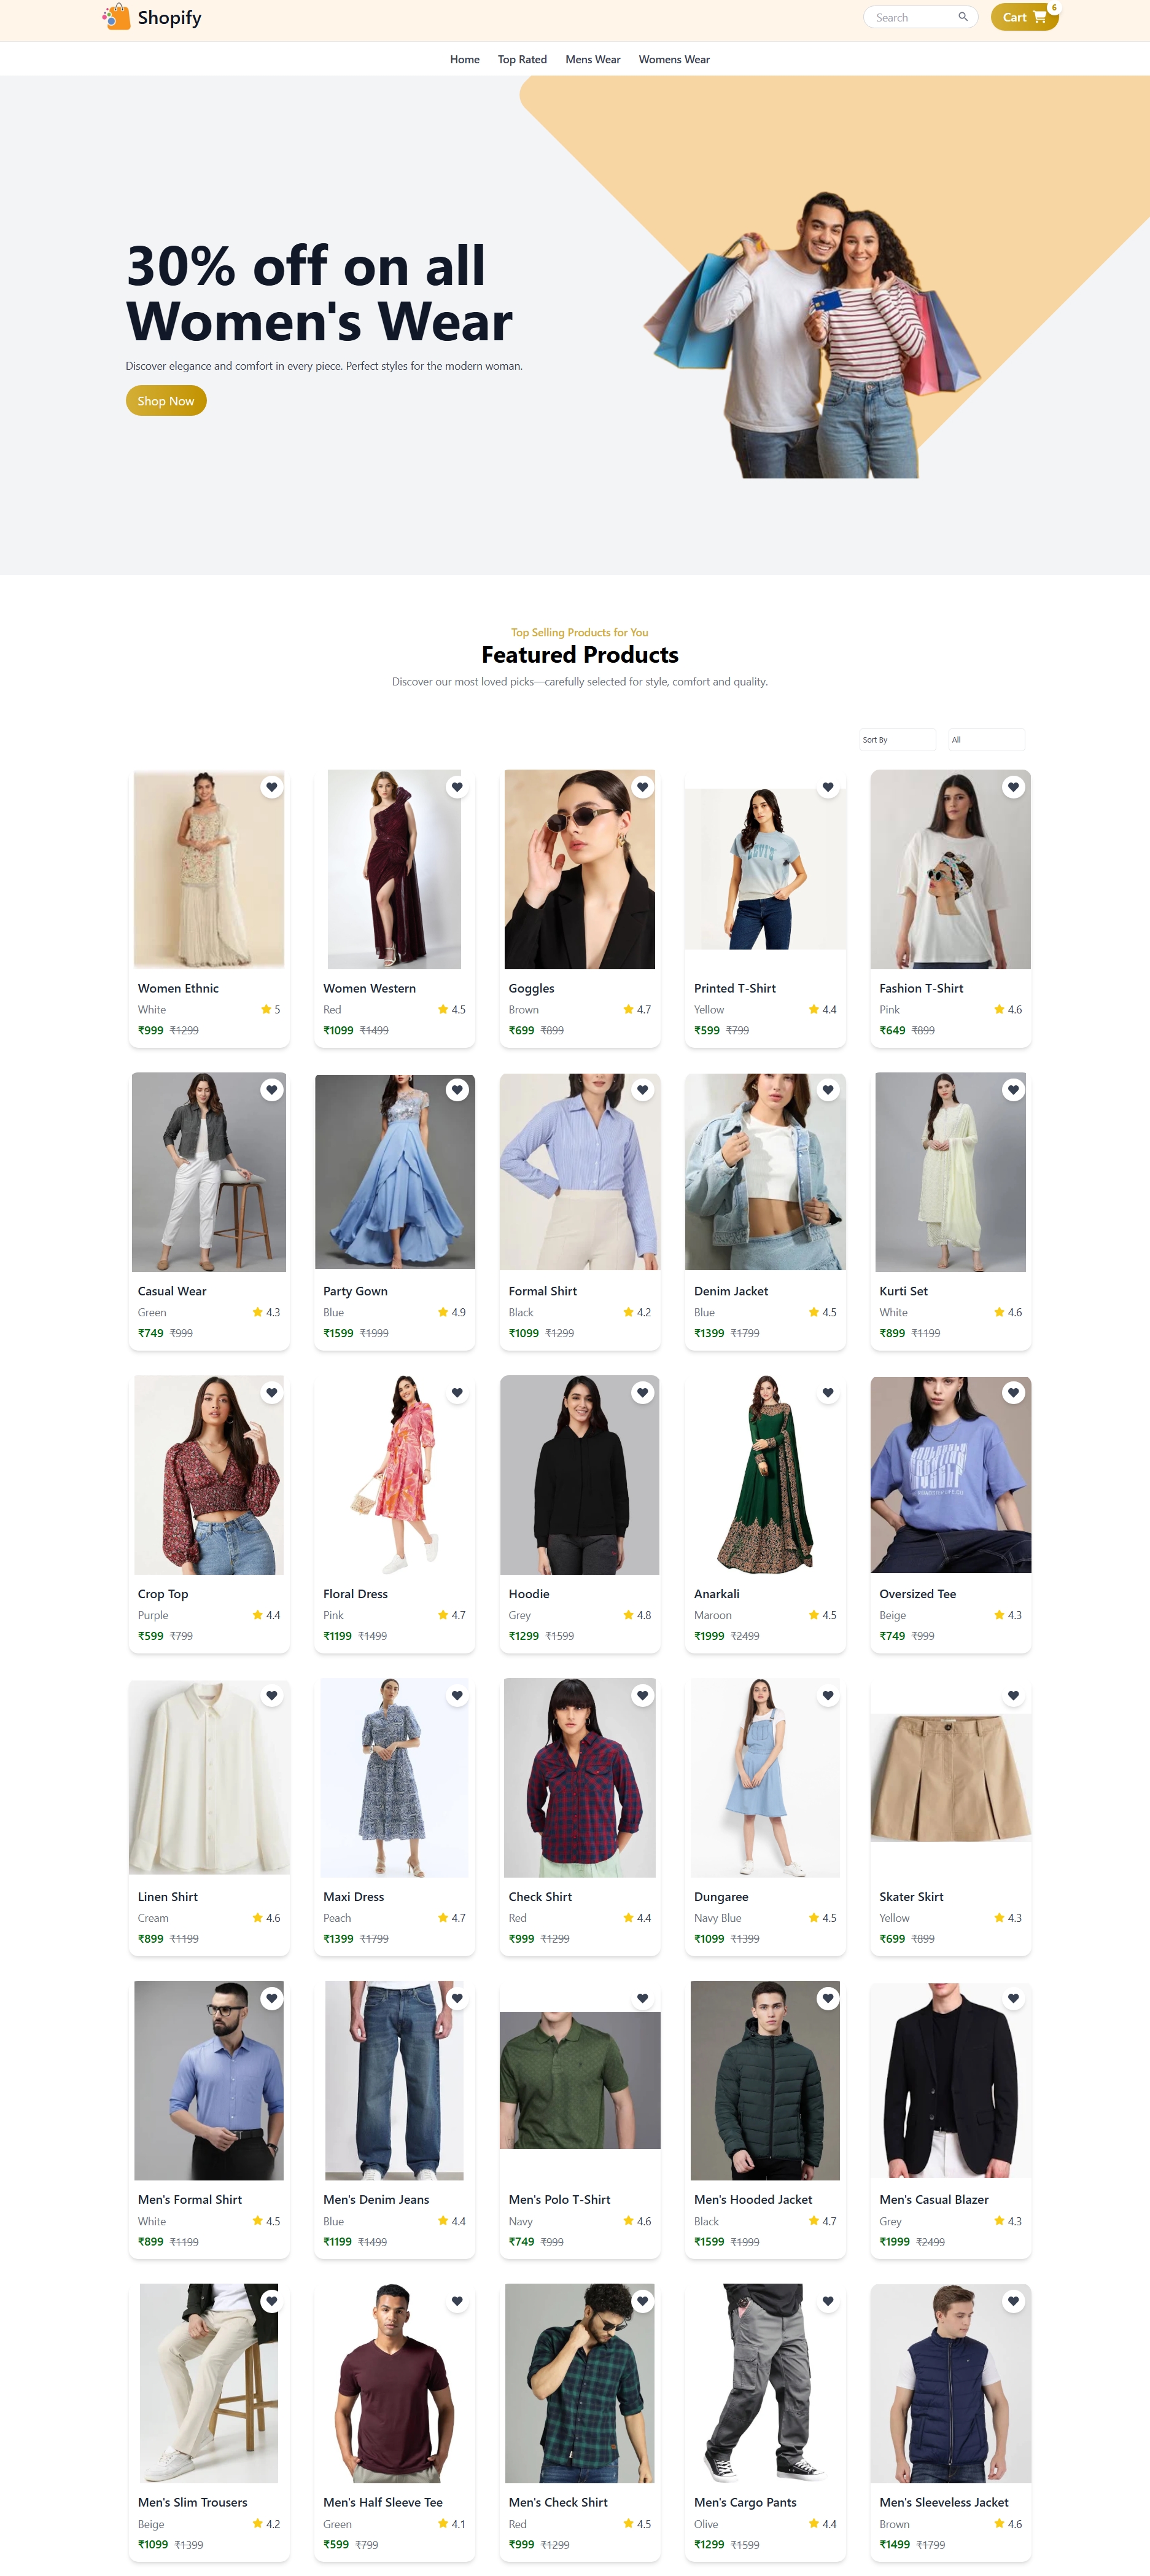 Shopify
Search
Cart
6
Home Top Rated Mens Wear Womens Wear
30% off on all
Women's Wear
Discover elegance and comfort in every piece. Perfect styles for the modern woman.
Shop Now
Top Selling Products for You
Featured Products
Discover our most loved picks—carefully selected for style, comfort and quality.
Sort By
All
Women Ethnic
White 5
₹999 ₹1299
Women Western
Red 4.5
₹1099 ₹1499
Goggles
Brown 4.7
₹699 ₹899
Printed T-Shirt
Yellow 4.4
₹599 ₹799
Fashion T-Shirt
Pink 4.6
₹649 ₹899
Casual Wear
Green 4.3
₹749 ₹999
Party Gown
Blue 4.9
₹1599 ₹1999
Formal Shirt
Black 4.2
₹1099 ₹1299
Denim Jacket
Blue 4.5
₹1399 ₹1799
Kurti Set
White 4.6
₹899 ₹1199
Crop Top
Purple 4.4
₹599 ₹799
Floral Dress
Pink 4.7
₹1199 ₹1499
Hoodie
Grey 4.8
₹1299 ₹1599
Anarkali
Maroon 4.5
₹1999 ₹2499
Oversized Tee
Beige 4.3
₹749 ₹999
Linen Shirt
Cream 4.6
₹899 ₹1199
Maxi Dress
Peach 4.7
₹1399 ₹1799
Check Shirt
Red 4.4
₹999 ₹1299
Dungaree
Navy Blue 4.5
₹1099 ₹1399
Skater Skirt
Yellow 4.3
₹699 ₹899
Men's Formal Shirt
White 4.5
₹899 ₹1199
Men's Denim Jeans
Blue 4.4
₹1199 ₹1499
Men's Polo T-Shirt
Navy 4.6
₹749 ₹999
Men's Hooded Jacket
Black 4.7
₹1599 ₹1999
Men's Casual Blazer
Grey 4.3
₹1999 ₹2499
Men's Slim Trousers
Beige 4.2
₹1099 ₹1399
Men's Half Sleeve Tee
Green 4.1
₹599 ₹799
Men's Check Shirt
Red 4.5
₹999 ₹1299
Men's Cargo Pants
Olive 4.4
₹1299 ₹1599
Men's Sleeveless Jacket
Brown 4.6
₹1499 ₹1799